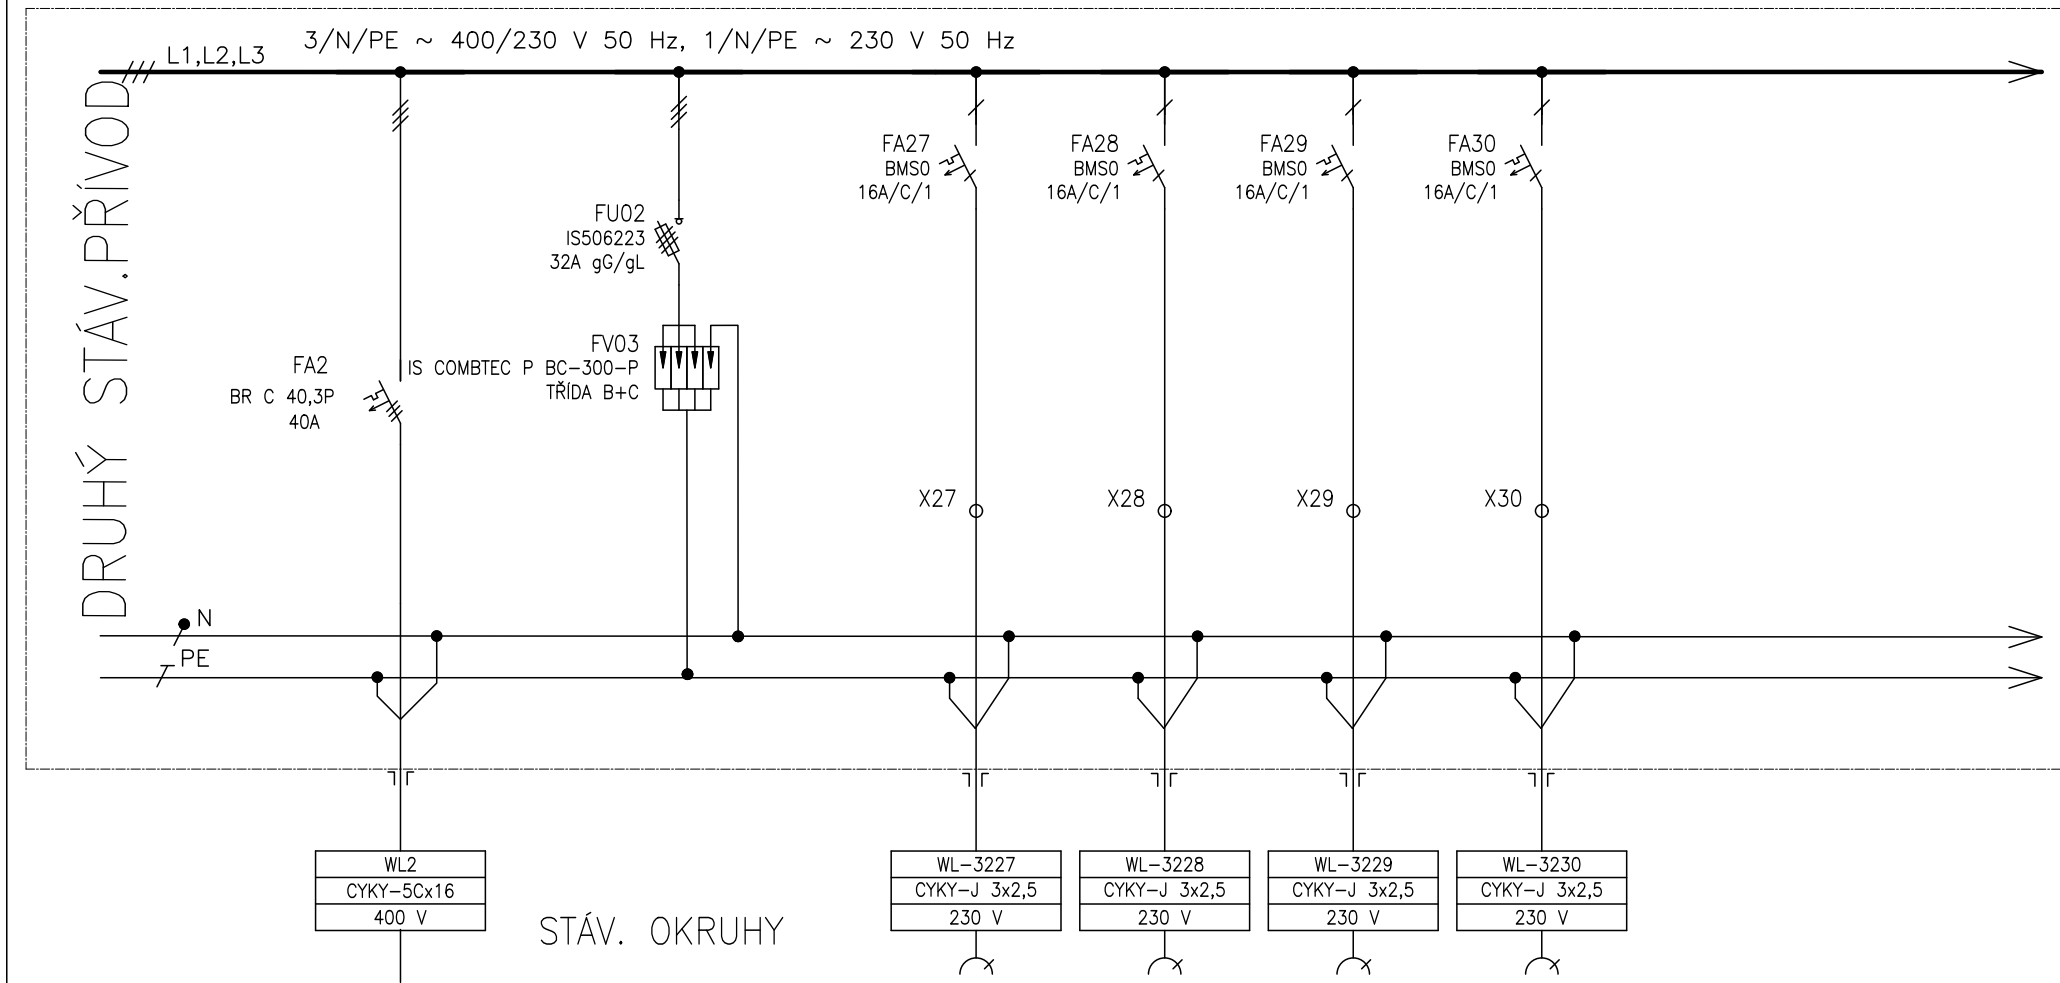 3/N/PE ~ 400/230 V 50 Hz, 1/N/PE ~ 230 V 50 Hz
L1,L2,L3
DRUHÝ STÁV.PŘÍVOD
FA27
BMS0
16A/C/1
FA28
BMS0
16A/C/1
FA29
BMS0
16A/C/1
FA30
BMS0
16A/C/1
FU02
IS506223
32A gG/gL
FV03
IS COMBTEC P BC-300-P
TŘÍDA B+C
FA2
BR C 40,3P
40A
X27
X28
X29
X30
N
PE
WL2
CYKY-5Cx16
400 V
STÁV. OKRUHY
WL-3227
CYKY-J 3x2,5
230 V
WL-3228
CYKY-J 3x2,5
230 V
WL-3229
CYKY-J 3x2,5
230 V
WL-3230
CYKY-J 3x2,5
230 V